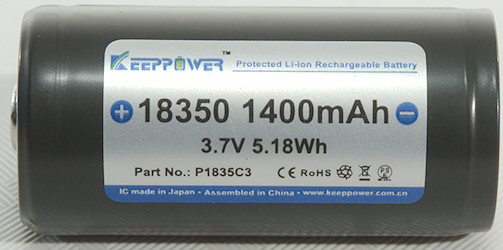 KEEPPOWER™ Protected Li-ion Rechargeable Battery
+ 18350 1400mAh -
3.7V 5.18Wh
Part No.: P1835C3 CE RoHS
IC made in Japan • Assembled in China • www.keeppower.com.cn